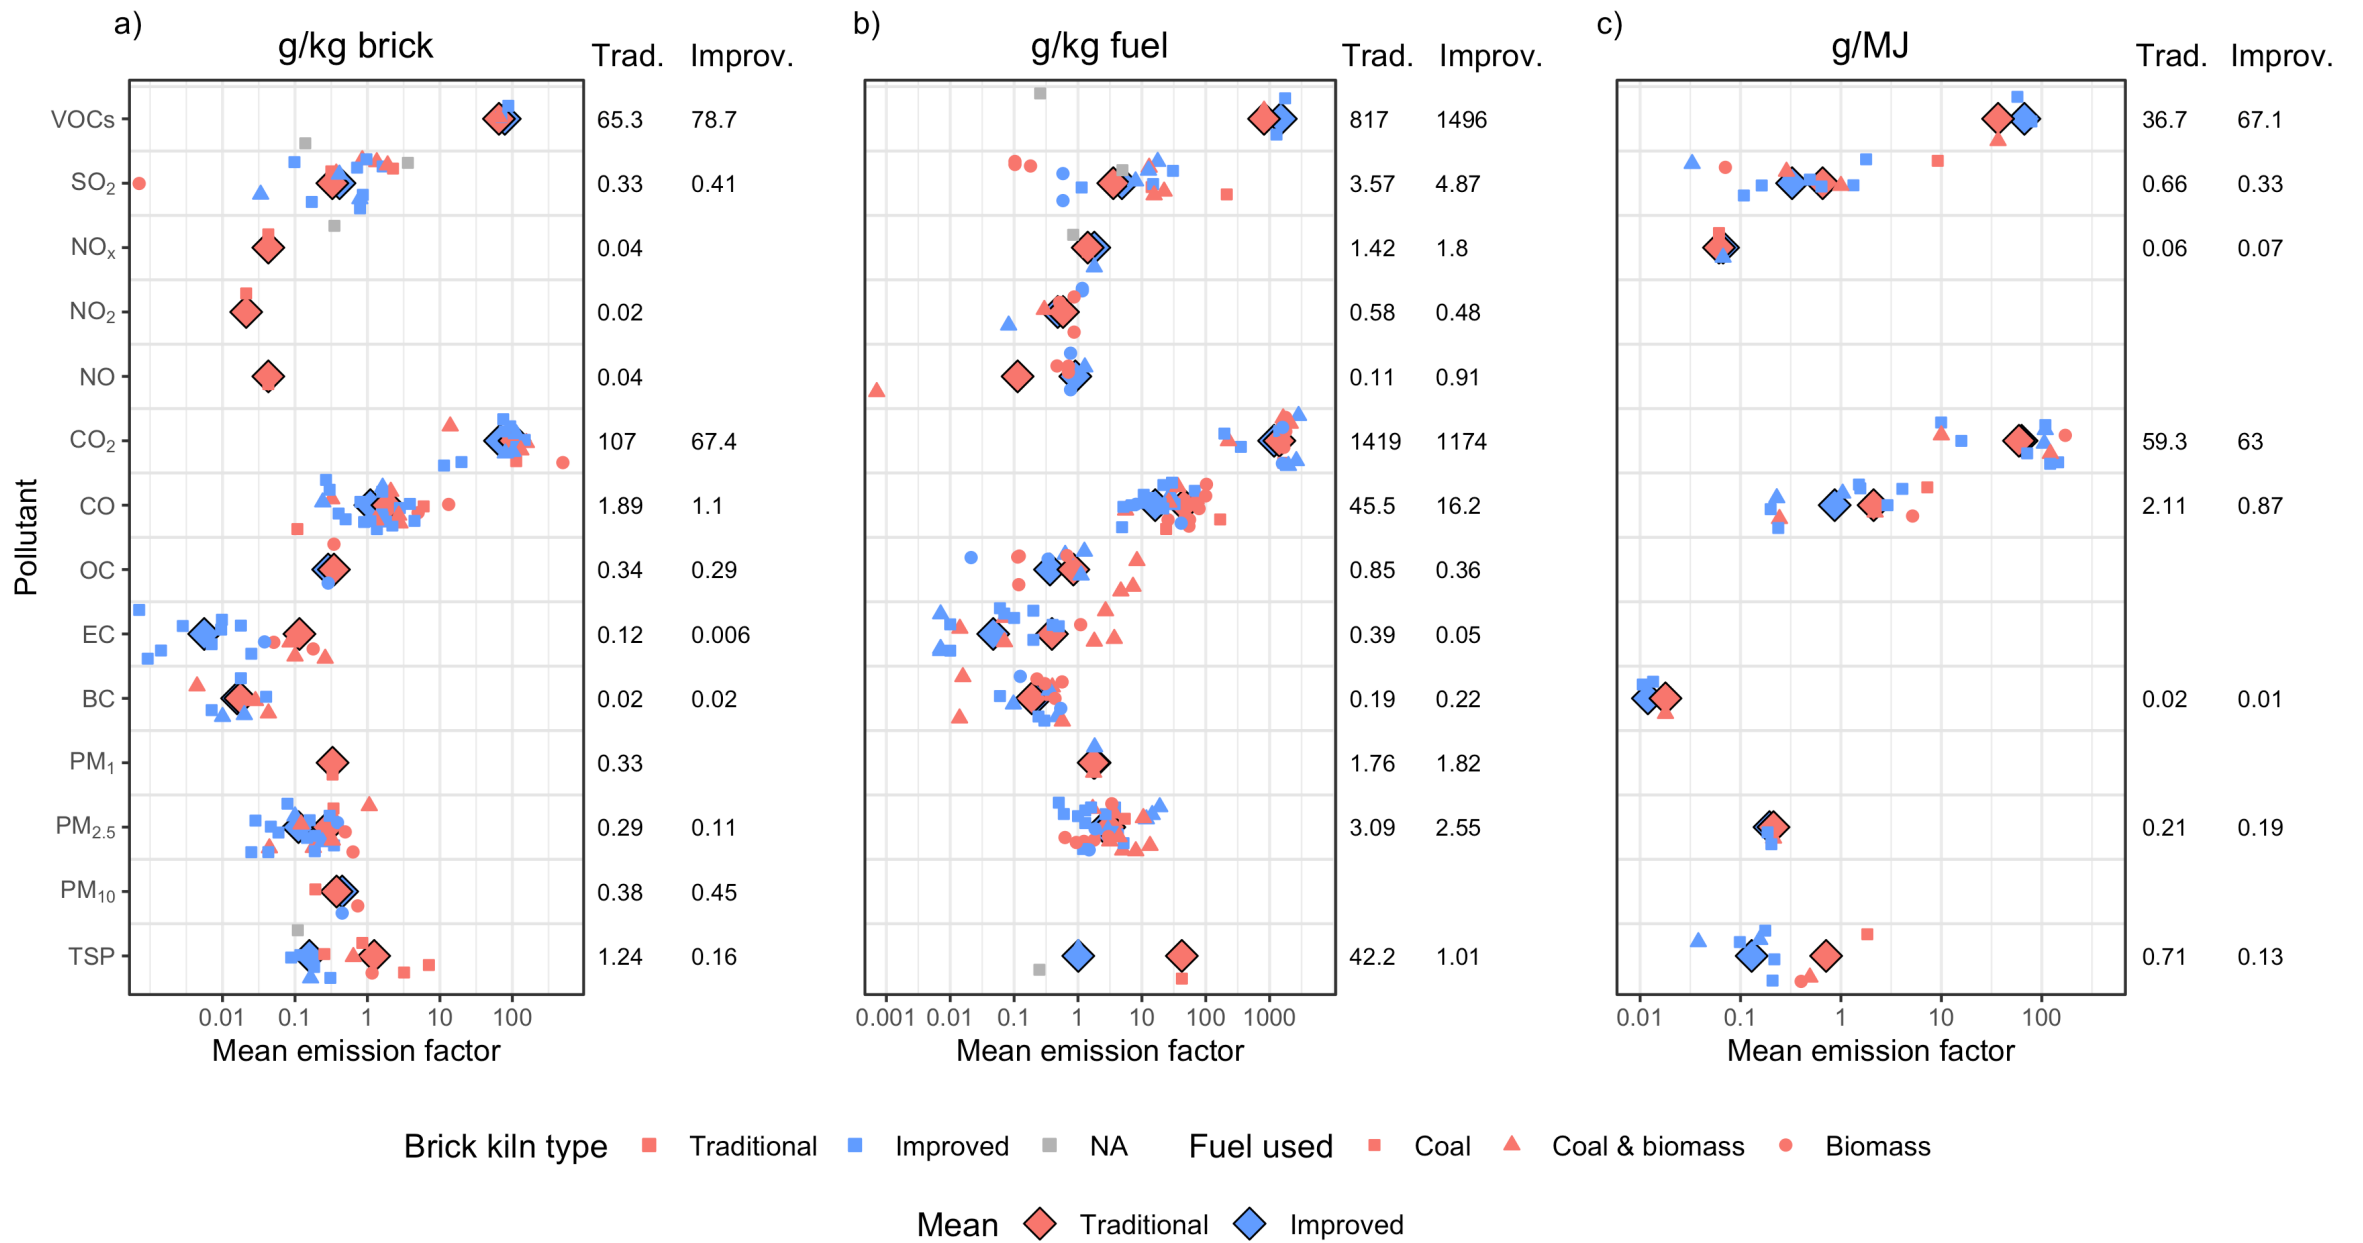 a)
g/kg brick
Trad. Improv.
b)
g/kg fuel
Trad. Improv.
c)
g/MJ
Trad. Improv.
Pollutant
VOCs 65.3 78.7 817 1496 36.7 67.1
SO2 0.33 0.41 3.57 4.87 0.66 0.33
NOx 0.04 1.42 1.8 0.06 0.07
NO2 0.02 0.58 0.48
NO 0.04 0.11 0.91
CO2 107 67.4 1419 1174 59.3 63
CO 1.89 1.1 45.5 16.2 2.11 0.87
OC 0.34 0.29 0.85 0.36
EC 0.12 0.006 0.39 0.05
BC 0.02 0.02 0.19 0.22 0.02 0.01
PM1 0.33 1.76 1.82
PM2.5 0.29 0.11 3.09 2.55 0.21 0.19
PM10 0.38 0.45
TSP 1.24 0.16 42.2 1.01 0.71 0.13
0.01 0.1 1 10 100
0.001 0.01 0.1 1 10 100 1000
0.01 0.1 1 10 100
Mean emission factor
Mean emission factor
Mean emission factor
Brick kiln type Traditional Improved NA Fuel used Coal Coal & biomass Biomass
Mean Traditional Improved